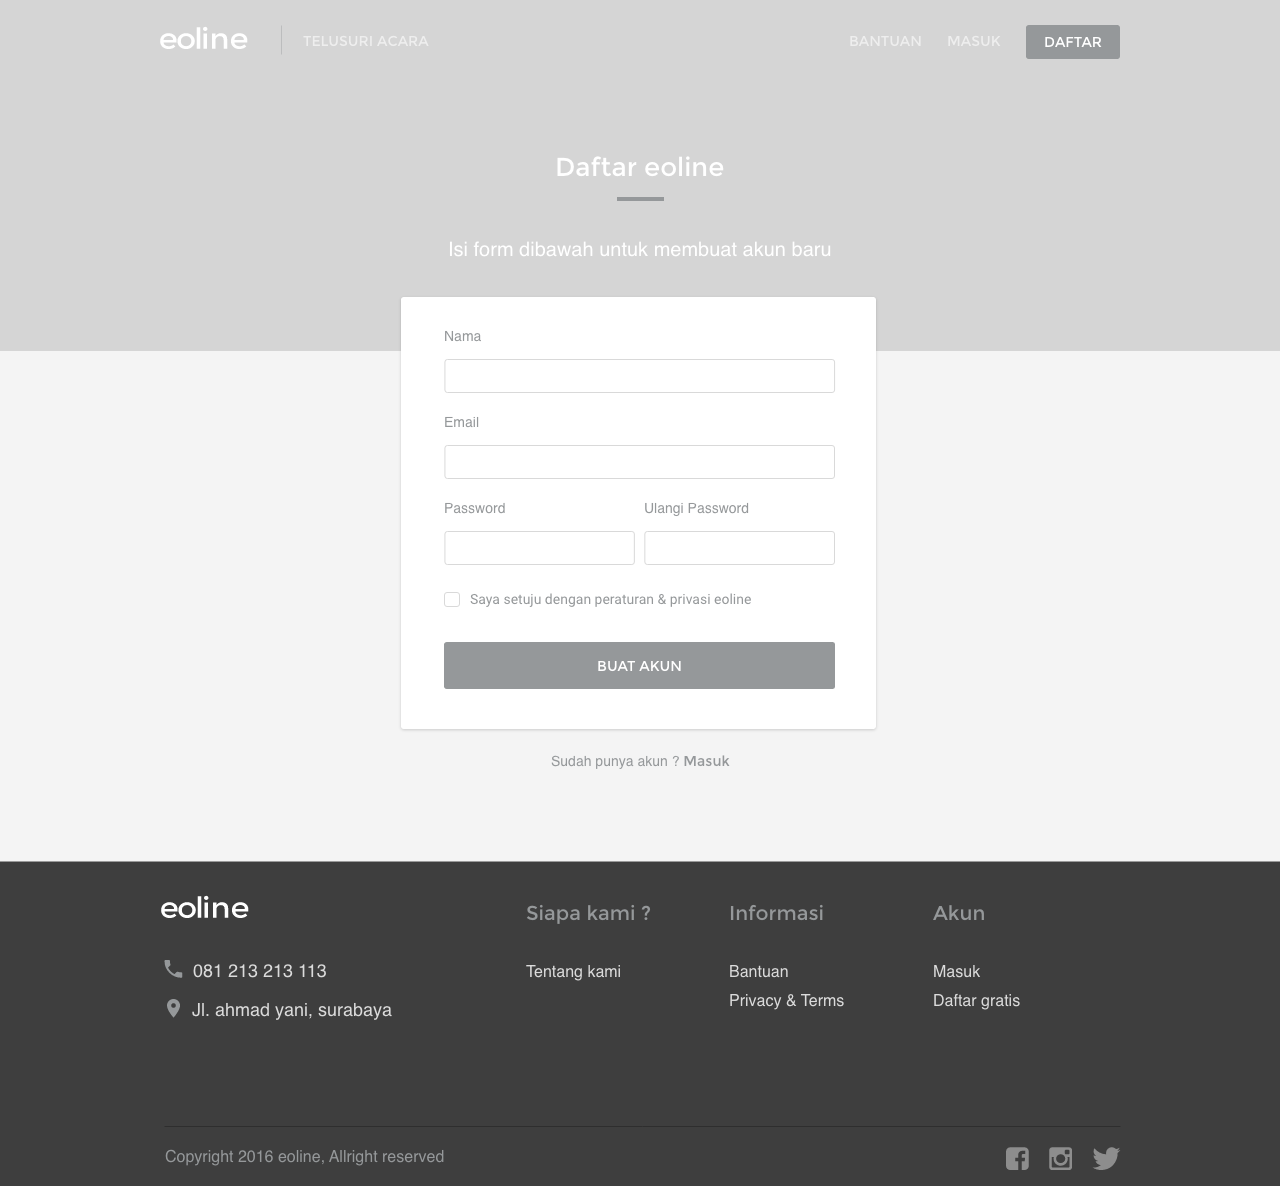 eoline
TELUSURI ACARA
BANTUAN
MASUK
DAFTAR
Daftar eoline
Isi form dibawah untuk membuat akun baru
Nama
Email
Password
Ulangi Password
Saya setuju dengan peraturan & privasi eoline
BUAT AKUN
Sudah punya akun ? Masuk
eoline
081 213 213 113
Jl. ahmad yani, surabaya
Siapa kami ?
Tentang kami
Informasi
Bantuan
Privacy & Terms
Akun
Masuk
Daftar gratis
Copyright 2016 eoline, Allright reserved